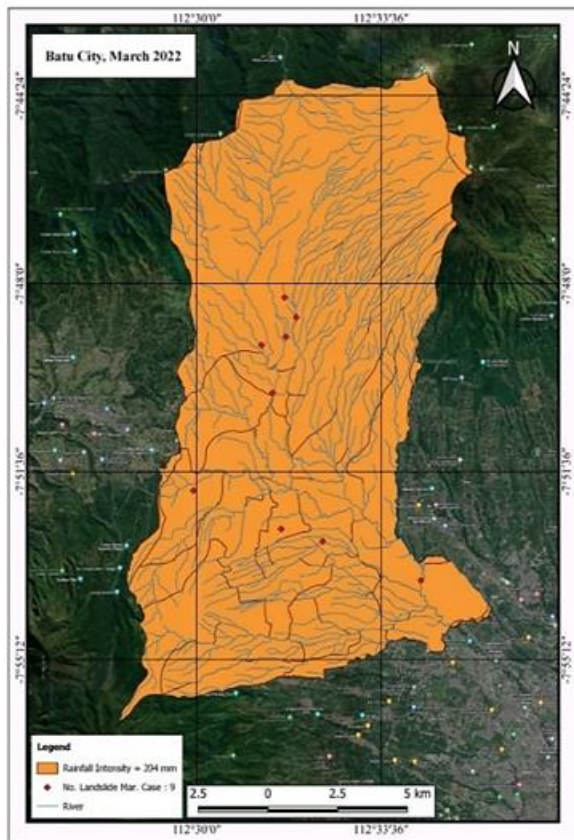 112°30'0" 112°33'36"
Batu City, March 2022
N
-7°44'24" -7°44'24"
-7°48'0" -7°48'0"
-7°51'36" -7°51'36"
-7°55'12" -7°55'12"
Legend
Rainfall Intensity = 204 mm
No. Landslide Mar. Case : 9
River
2.5 0 2.5 5 km
112°30'0" 112°33'36"